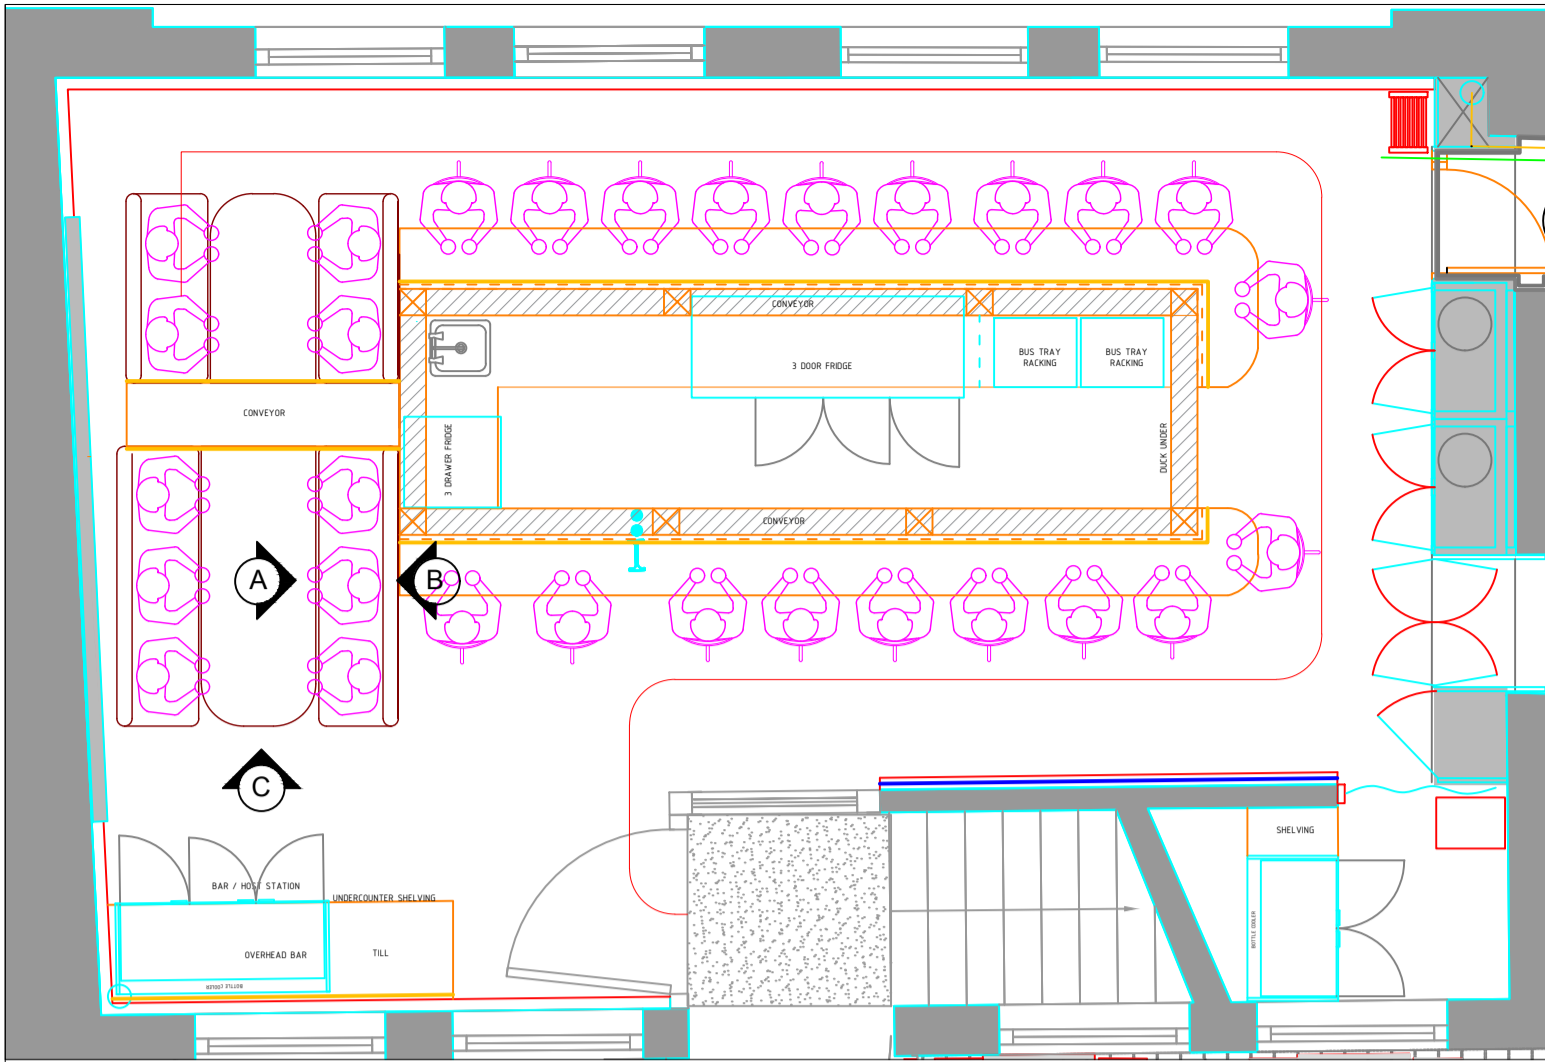 CONVEYOR
3 DOOR FRIDGE
BUS TRAY
RACKING
BUS TRAY
RACKING
CONVEYOR
3 DRAWER FRIDGE
DUCK UNDER
CONVEYOR
A
B
C
SHELVING
BAR / HOST STATION
UNDERCOUNTER SHELVING
BOTTLE COOLER
OVERHEAD BAR
TILL
BOTTLE COOLER